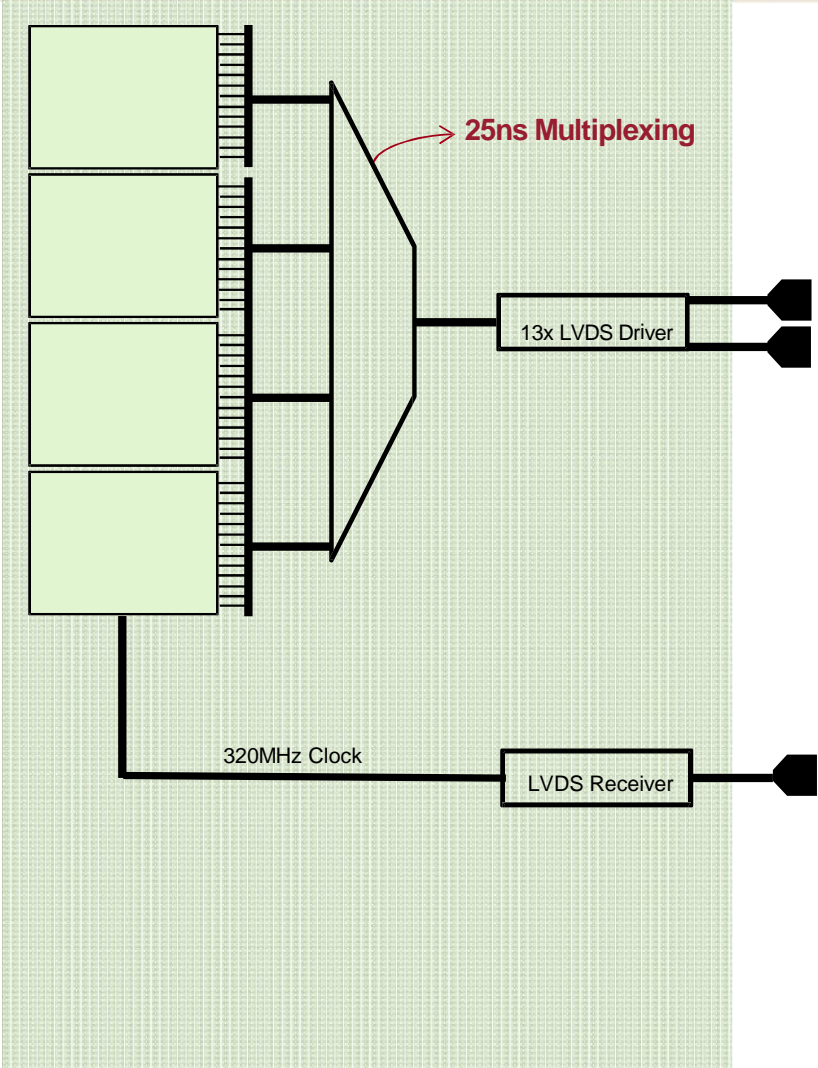 25ns Multiplexing
13x LVDS Driver
320MHz Clock
LVDS Receiver